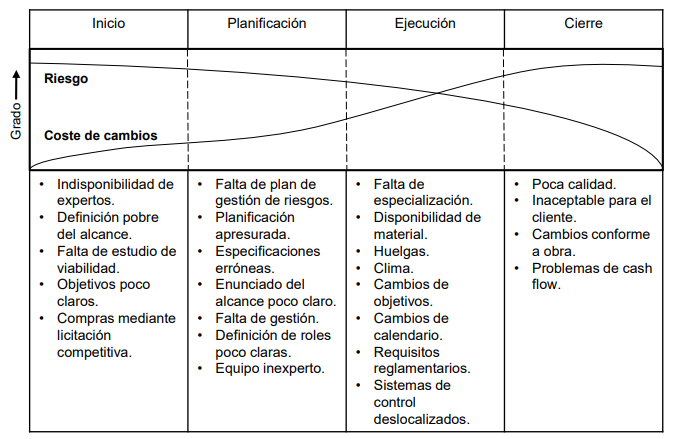 Inicio
Planificación
Ejecución
Cierre
Grado
Riesgo
Coste de cambios
• Indisponibilidad de
expertos.
• Definición pobre
del alcance.
• Falta de estudio de
viabilidad.
• Objetivos poco
claros.
• Compras mediante
licitación
competitiva.
• Falta de plan de
gestión de riesgos.
• Planificación
apresurada.
• Especificaciones
erróneas.
• Enunciado del
alcance poco claro.
• Falta de gestión.
• Definición de roles
poco claras.
• Equipo inexperto.
• Falta de
especialización.
• Disponibilidad de
material.
• Huelgas.
• Clima.
• Cambios de
objetivos.
• Cambios de
calendario.
• Requisitos
reglamentarios.
• Sistemas de
control
deslocalizados.
• Poca calidad.
• Inaceptable para el
cliente.
• Cambios conforme
a obra.
• Problemas de cash
flow.